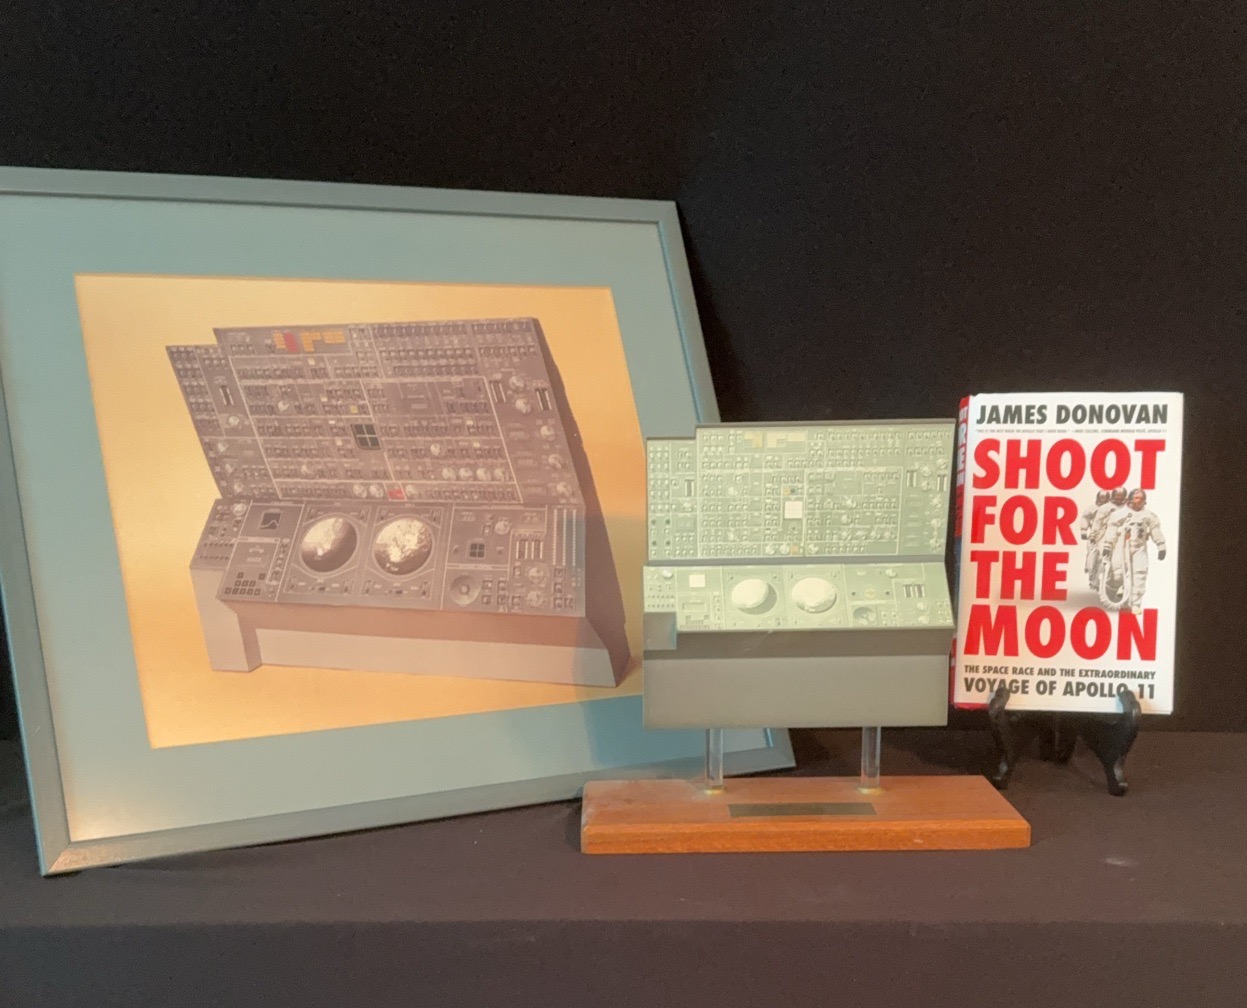 JAMES DONOVAN
SHOOT
FOR
THE
MOON
THE SPACE RACE AND THE EXTRAORDINARY
VOYAGE OF APOLLO 11